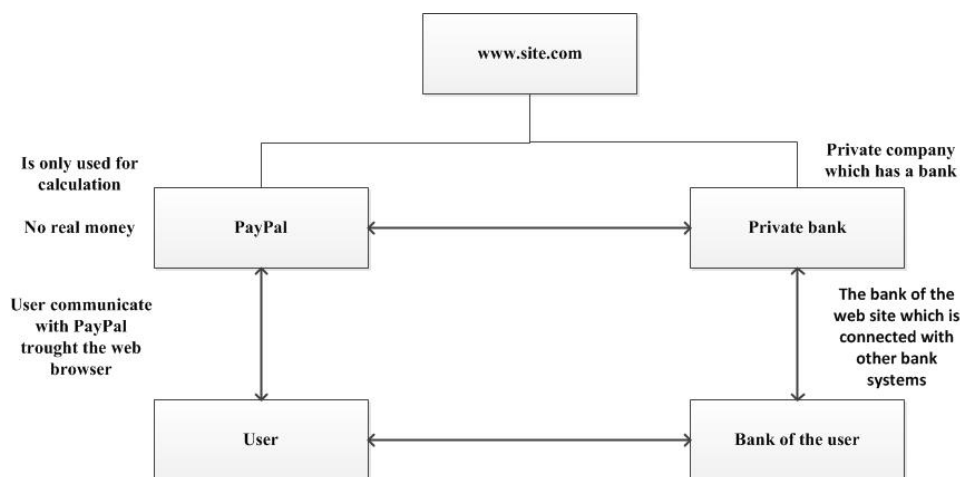 www.site.com
Is only used for
calculation
Private company
which has a bank
No real money
PayPal
Private bank
User communicate
with PayPal
trought the web
browser
The bank of the
web site which is
connected with
other bank
systems
User
Bank of the user